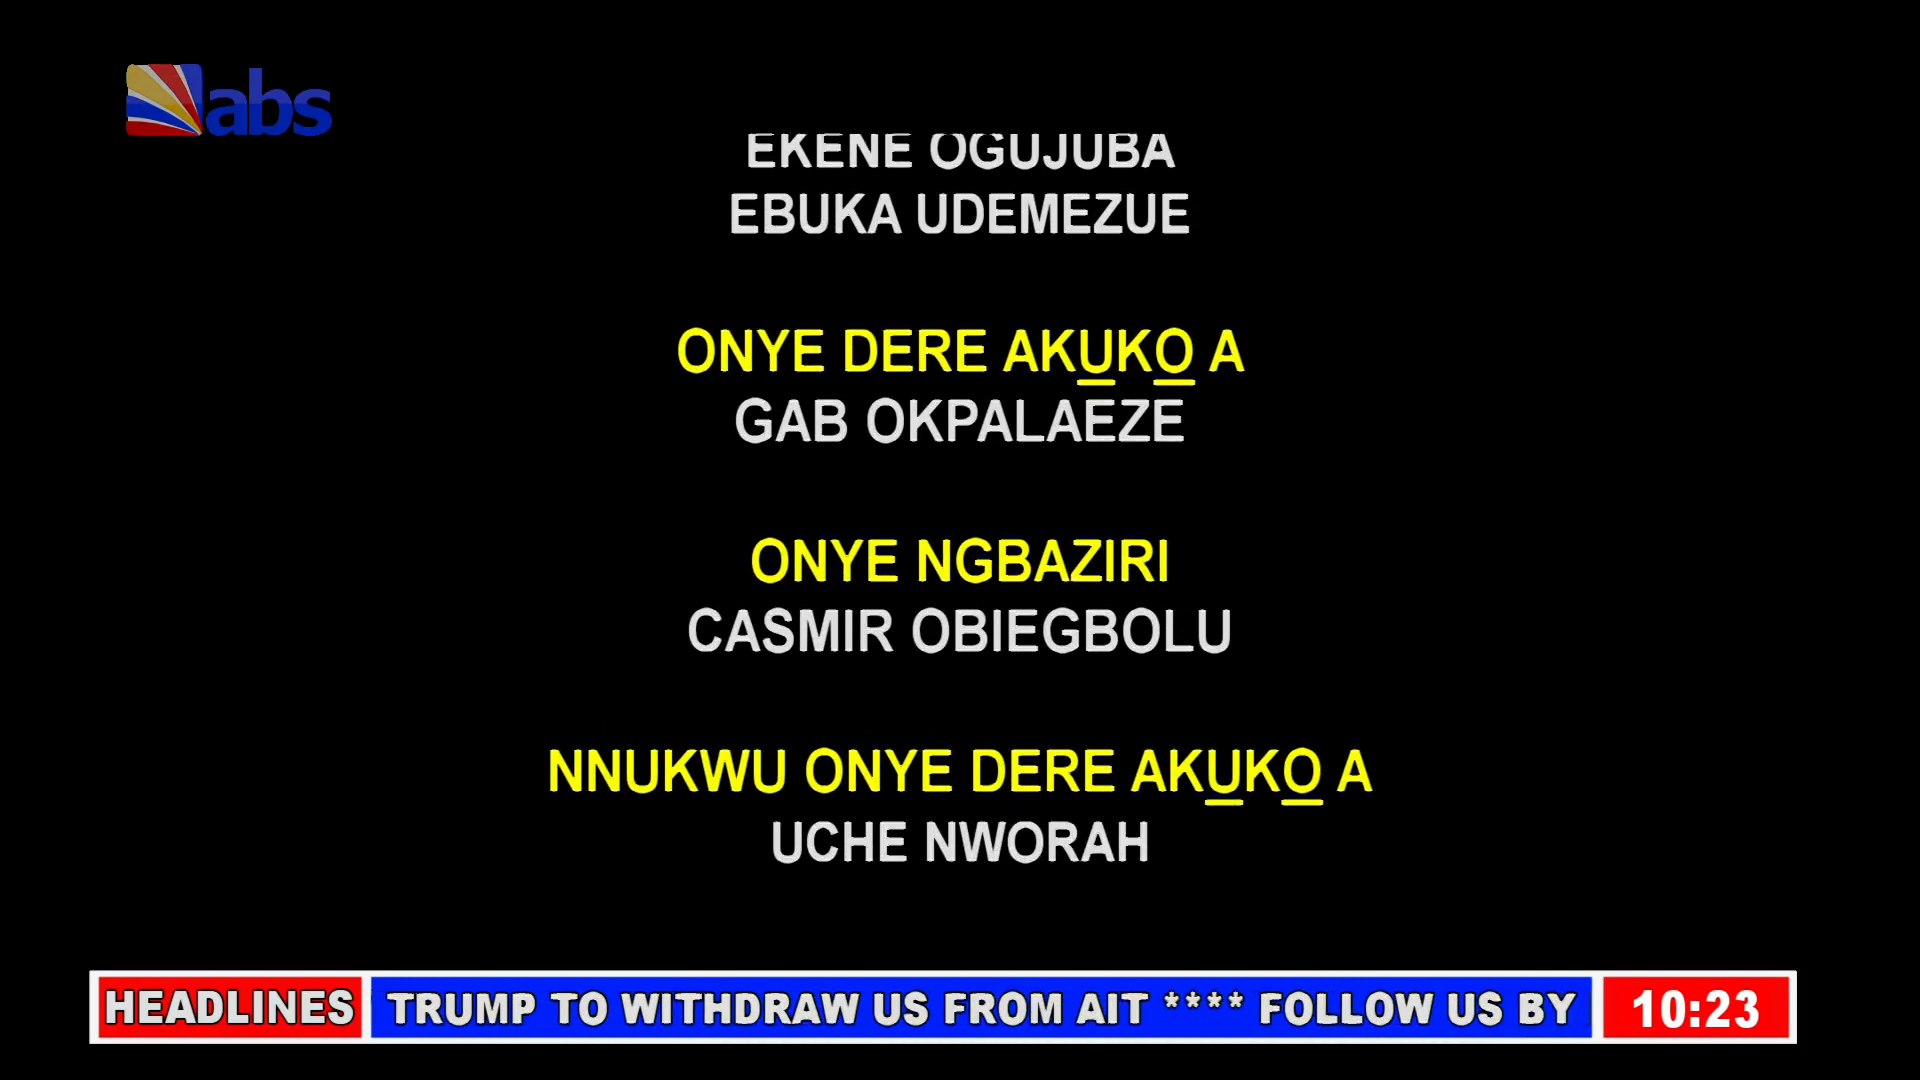 abs
EKENE OGUJUBA
EBUKA UDEMEZUE
ONYE DERE AKỤKỌ A
GAB OKPALAEZE
ONYE NGBAZIRI
CASMIR OBIEGBOLU
NNUKWU ONYE DERE AKỤKỌ A
UCHE NWORAH
HEADLINES TRUMP TO WITHDRAW US FROM AIT **** FOLLOW US BY 10:23